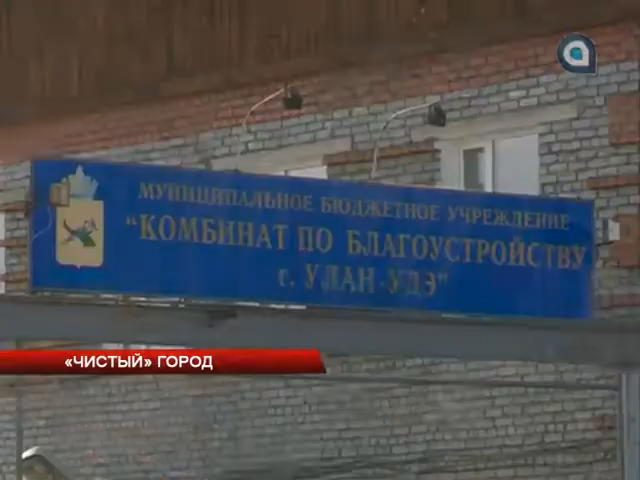 МУНИЦИПАЛЬНОЕ БЮДЖЕТНОЕ УЧРЕЖДЕНИЕ
"КОМБИНАТ ПО БЛАГОУСТРОЙСТВУ
г. УЛАН-УДЭ"
«ЧИСТЫЙ» ГОРОД